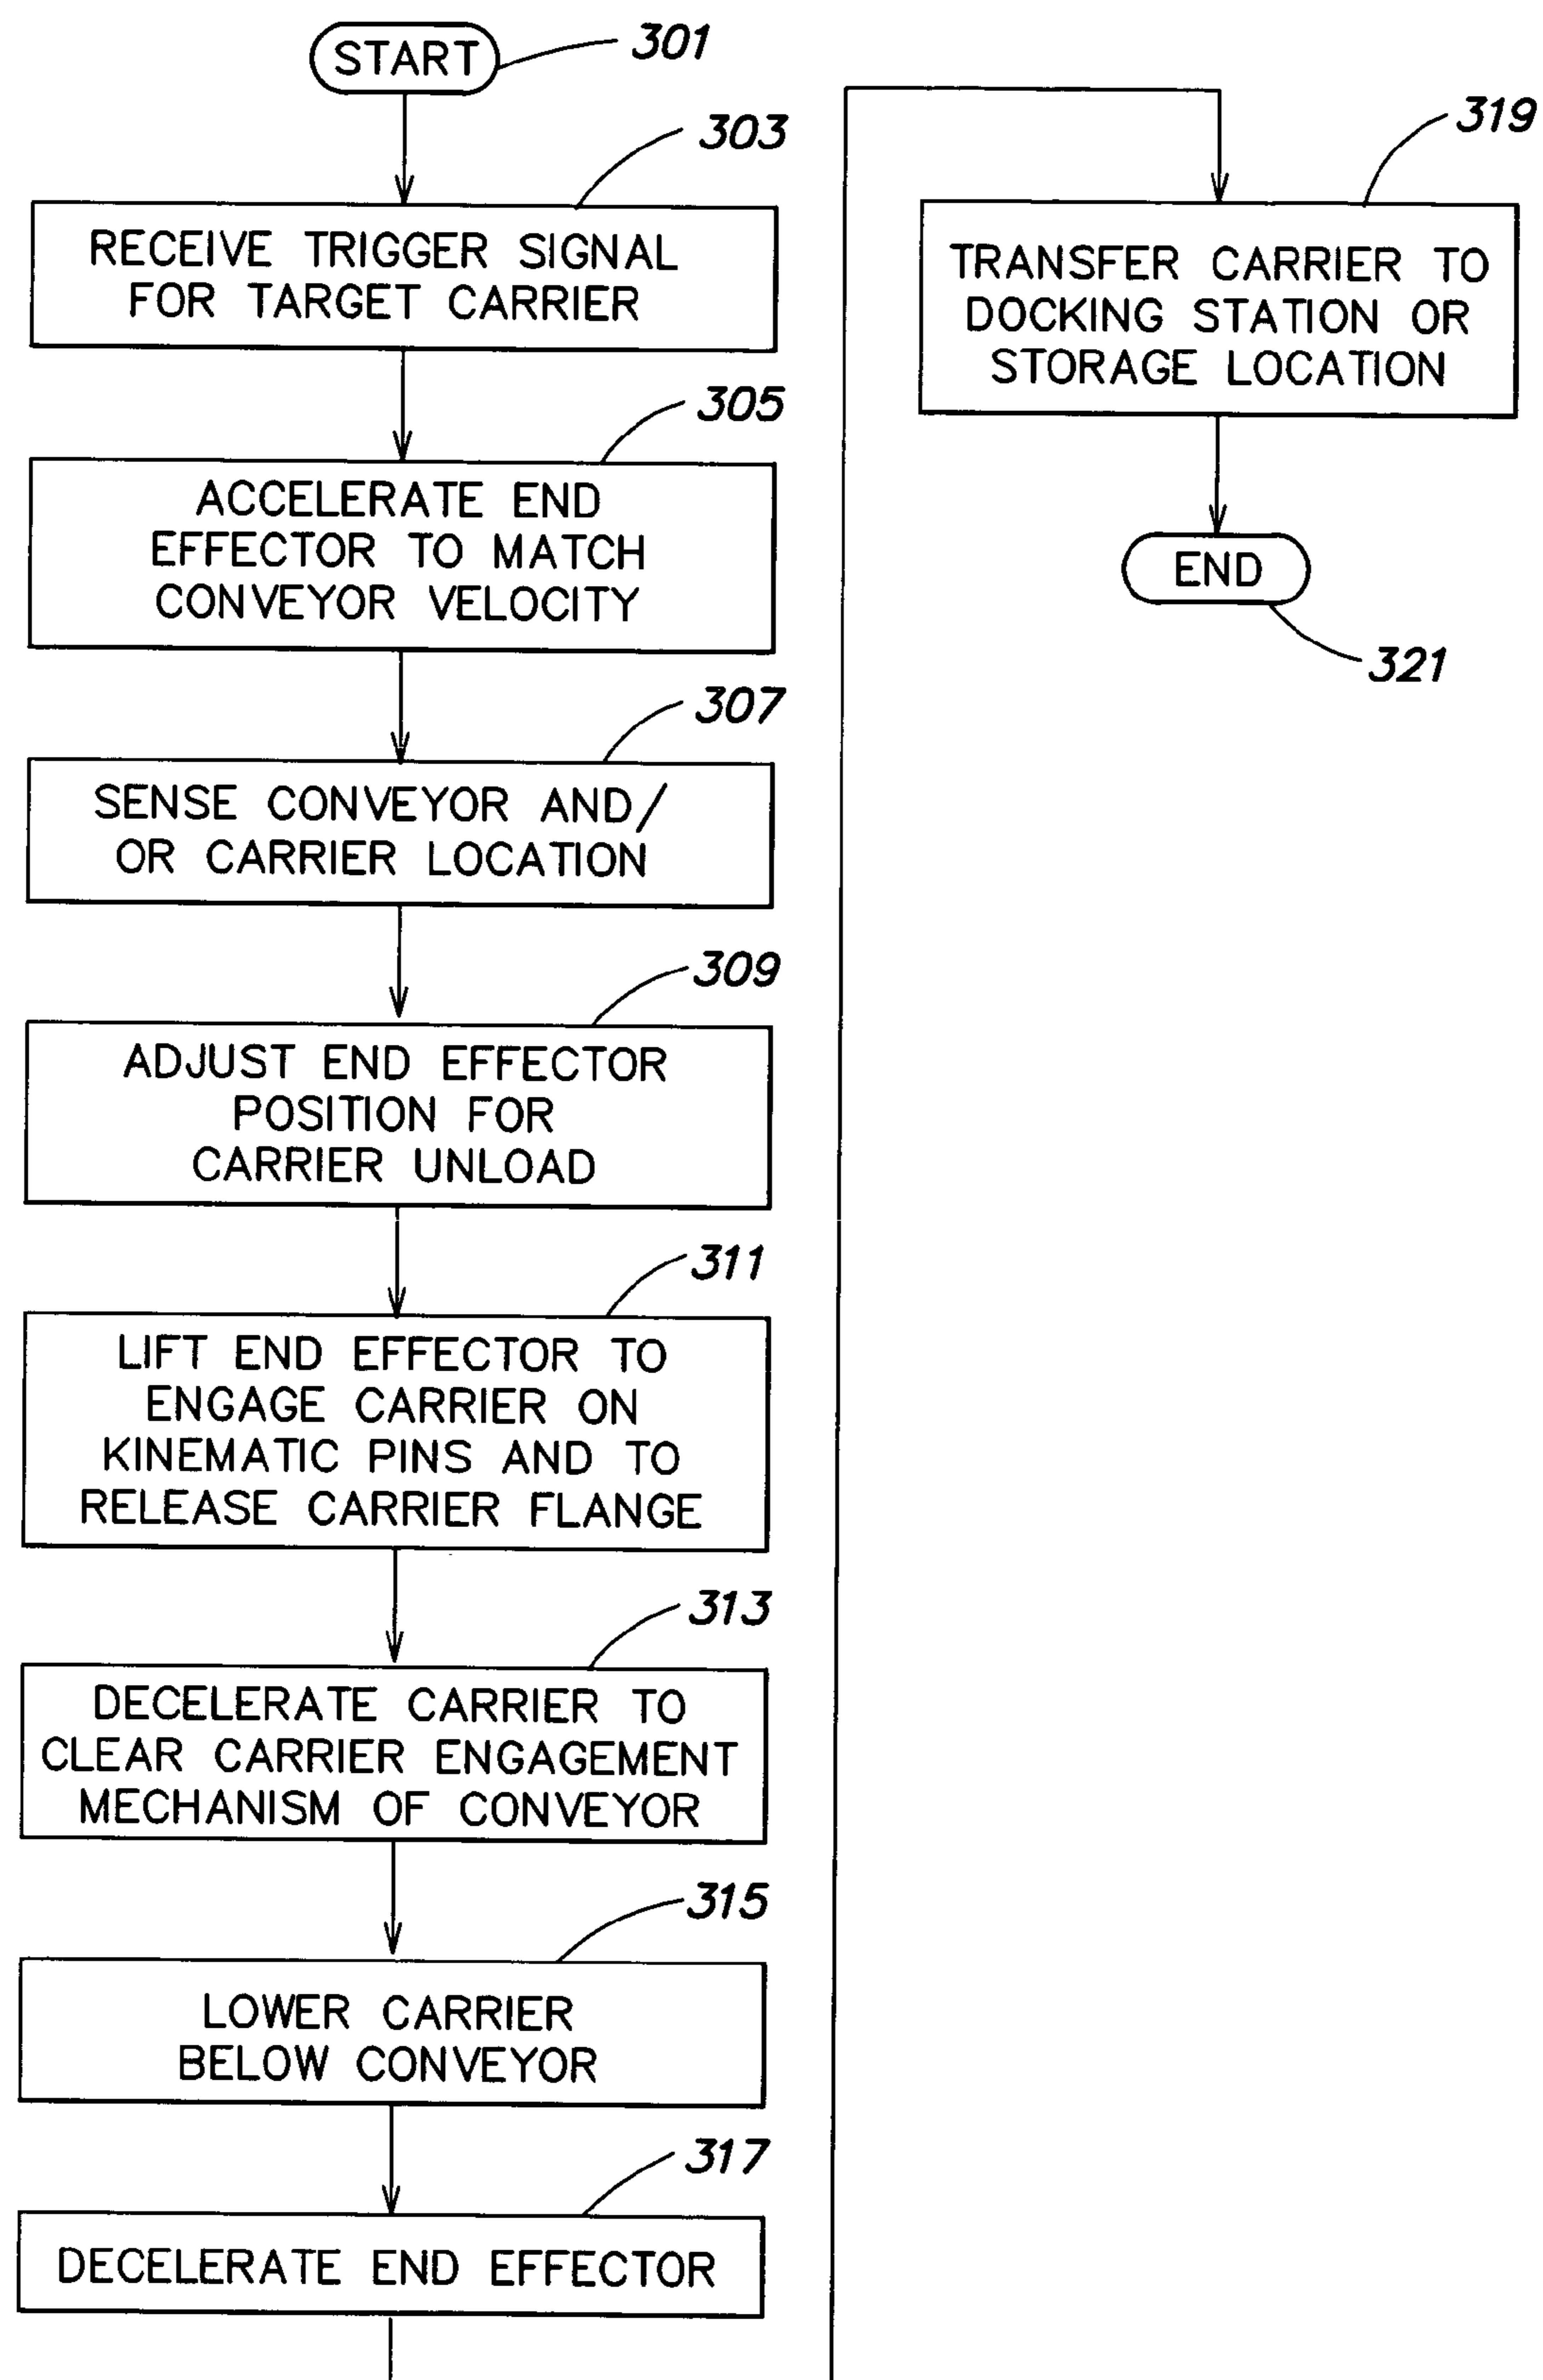 START
301
303
RECEIVE TRIGGER SIGNAL
FOR TARGET CARRIER
305
ACCELERATE END
EFFECTOR TO MATCH
CONVEYOR VELOCITY
307
SENSE CONVEYOR AND/
OR CARRIER LOCATION
309
ADJUST END EFFECTOR
POSITION FOR
CARRIER UNLOAD
311
LIFT END EFFECTOR TO
ENGAGE CARRIER ON
KINEMATIC PINS AND TO
RELEASE CARRIER FLANGE
313
DECELERATE CARRIER TO
CLEAR CARRIER ENGAGEMENT
MECHANISM OF CONVEYOR
315
LOWER CARRIER
BELOW CONVEYOR
317
DECELERATE END EFFECTOR
319
TRANSFER CARRIER TO
DOCKING STATION OR
STORAGE LOCATION
END
321